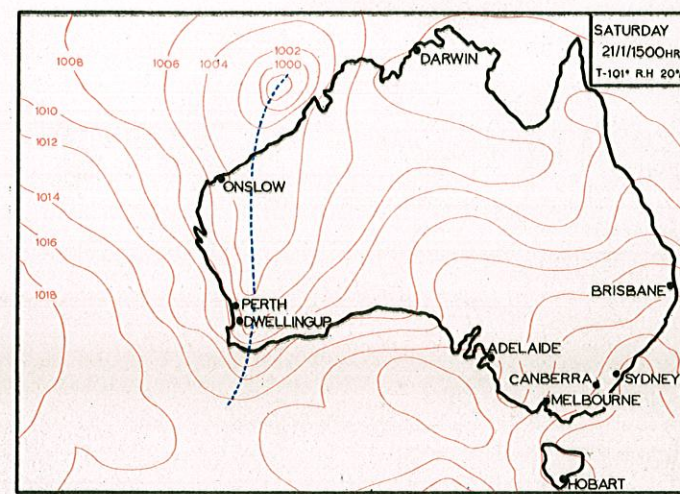 SATURDAY
21/1/1500HR
T-101° R.H 20%
1008
1006
1004
1002
1000
DARWIN
1010
1012
1014
1016
1018
ONSLOW
PERTH
DWELLINGUP
BRISBANE
ADELAIDE
CANBERRA
SYDNEY
MELBOURNE
HOBART